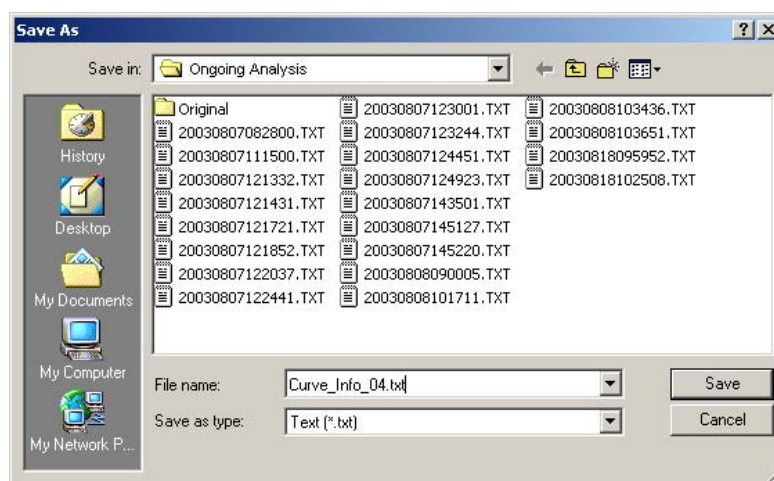 Save As
Save in:
Ongoing Analysis
History
Desktop
My Documents
My Computer
My Network P...
Original
20030807082800.TXT
20030807111500.TXT
20030807121332.TXT
20030807121431.TXT
20030807121721.TXT
20030807121852.TXT
20030807122037.TXT
20030807122441.TXT
20030807123001.TXT
20030807123244.TXT
20030807124451.TXT
20030807124923.TXT
20030807143501.TXT
20030807145127.TXT
20030807145220.TXT
20030808090005.TXT
20030808101711.TXT
20030808103436.TXT
20030808103651.TXT
20030818095952.TXT
20030818102508.TXT
File name:
Curve_Info_04.txt
Save
Save as type:
Text (*.txt)
Cancel